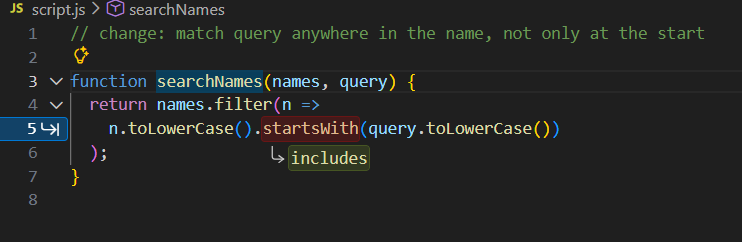 JS script.js > searchNames
1 // change: match query anywhere in the name, not only at the start
2
3 function searchNames(names, query) {
4 return names.filter(n =>
5 n.toLowerCase().startsWith(query.toLowerCase())
6 );
includes
7 }
8